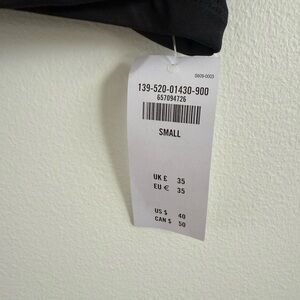 0809-0003
139-520-01430-900
657094726
SMALL
UK £ 35
EU € 35
US $ 40
CAN $ 50